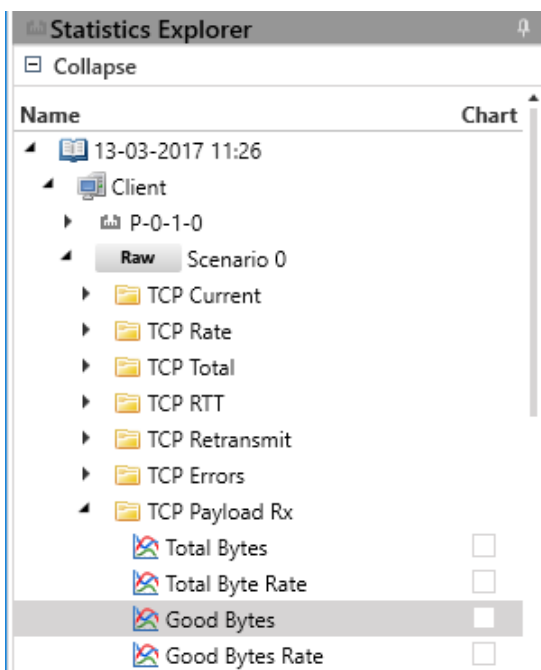 Statistics Explorer
Collapse
Name Chart
13-03-2017 11:26
Client
P-0-1-0
Raw Scenario 0
TCP Current
TCP Rate
TCP Total
TCP RTT
TCP Retransmit
TCP Errors
TCP Payload Rx
Total Bytes
Total Byte Rate
Good Bytes
Good Bytes Rate